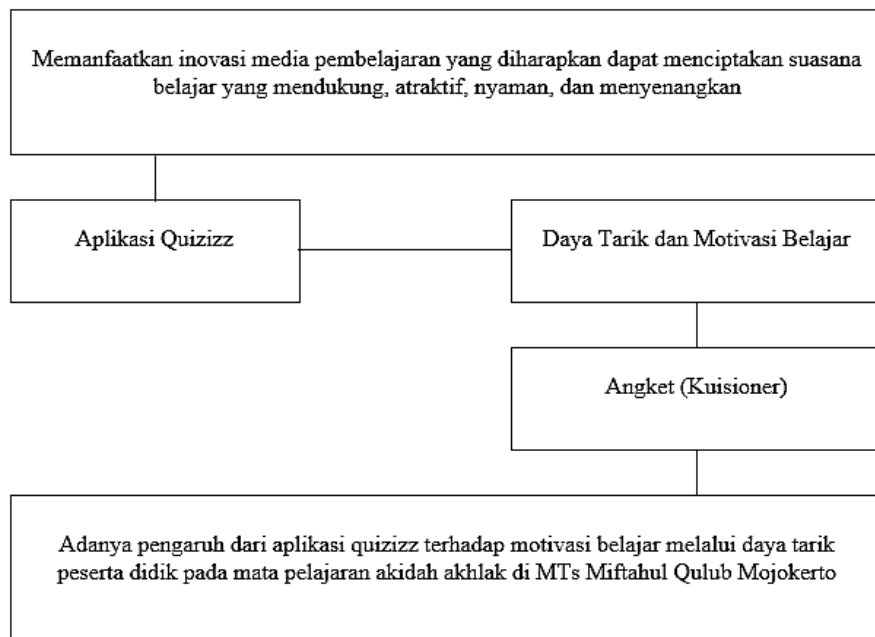 Memanfaatkan inovasi media pembelajaran yang diharapkan dapat menciptakan suasana
belajar yang mendukung, atraktif, nyaman, dan menyenangkan
Aplikasi Quizizz
Daya Tarik dan Motivasi Belajar
Angket (Kuisioner)
Adanya pengaruh dari aplikasi quizizz terhadap motivasi belajar melalui daya tarik
peserta didik pada mata pelajaran akidah akhlak di MTs Miftahul Qulub Mojokerto